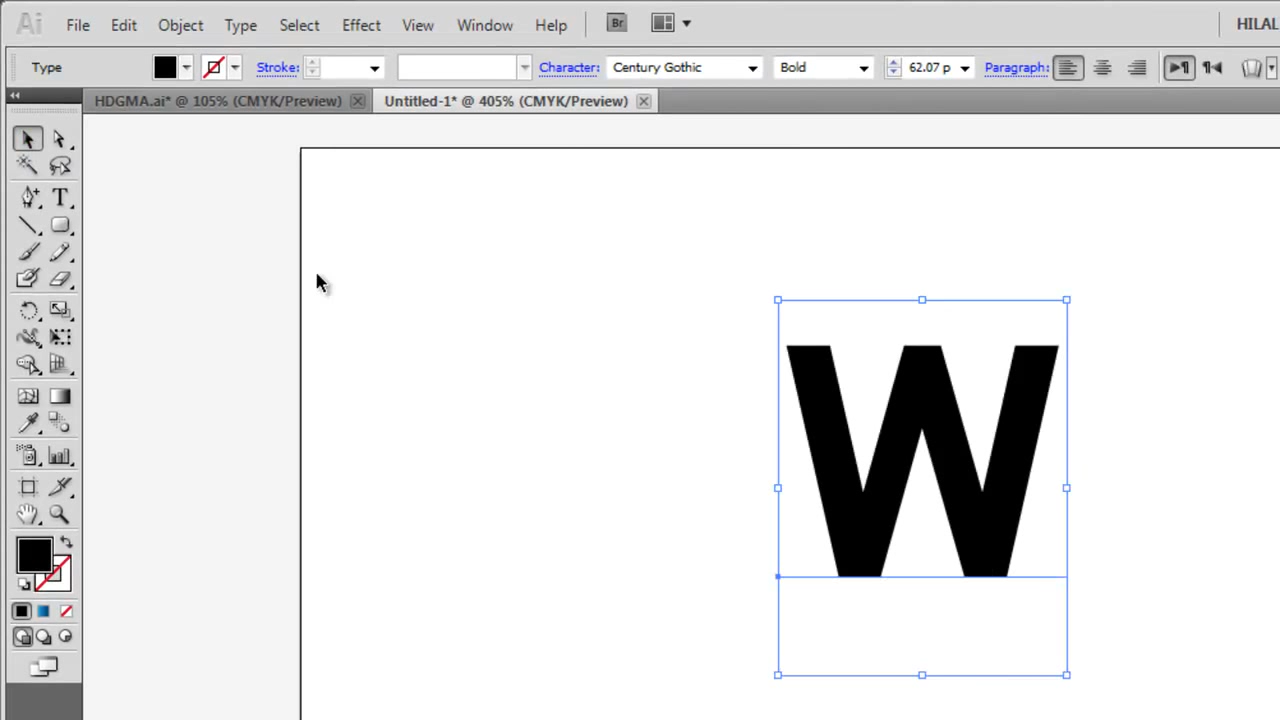 Ai File Edit Object Type Select Effect View Window Help Br HILAL
Type Stroke: Character: Century Gothic Bold 62.07 p Paragraph:
HDGMA.ai* @ 105% (CMYK/Preview) Untitled-1* @ 405% (CMYK/Preview)
W